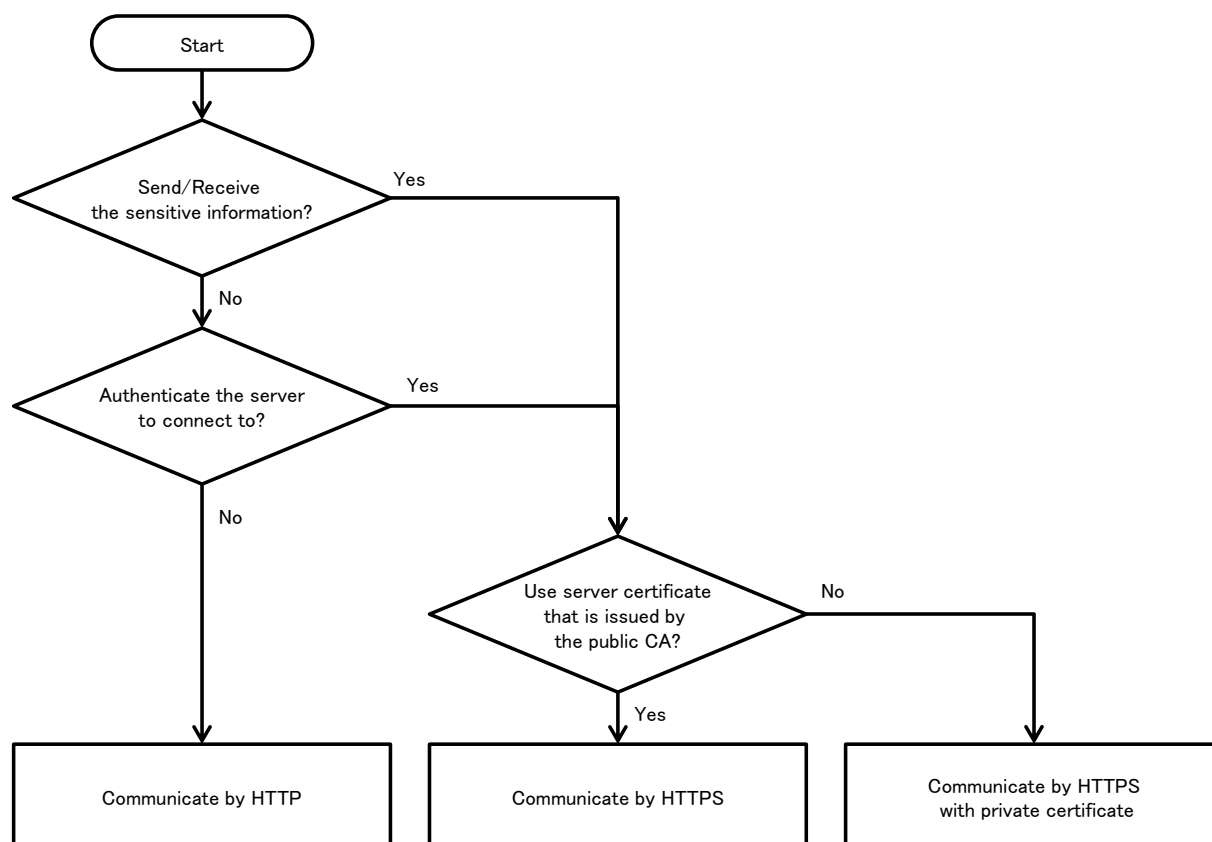 Start
Send/Receive
the sensitive information?
Yes
No
Authenticate the server
to connect to?
Yes
No
Use server certificate
that is issued by
the public CA?
No
Yes
Communicate by HTTP
Communicate by HTTPS
Communicate by HTTPS
with private certificate